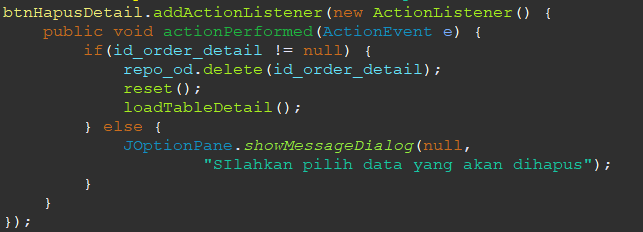 btnHapusDetail.addActionListener(new ActionListener() {
    public void actionPerformed(ActionEvent e) {
        if(id_order_detail != null) {
            repo_od.delete(id_order_detail);
            reset();
            loadTableDetail();
        } else {
            JOptionPane.showMessageDialog(null,
                    "SIlahkan pilih data yang akan dihapus");
        }
    }
});